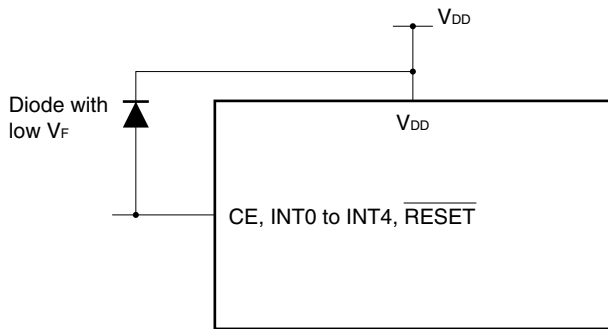 VDD
Diode with
low VF
VDD
CE, INT0 to INT4, RESET